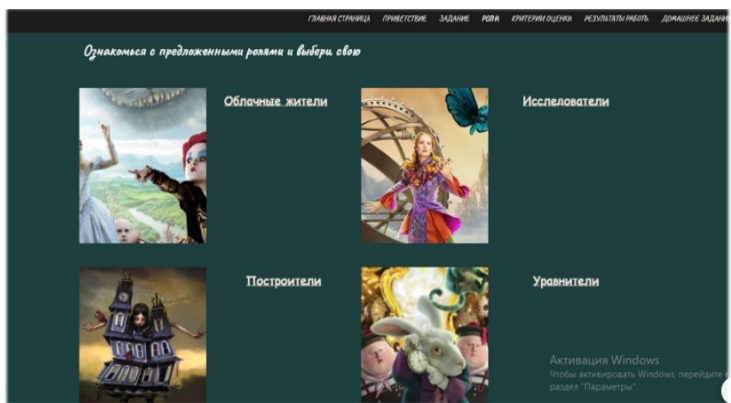 ГЛАВНАЯ СТРАНИЦА ПРИВЕТСТВИЕ ЗАДАНИЕ РОЛИ КРИТЕРИИ ОЦЕНКИ РЕЗУЛЬТАТЫ РАБОТЬ ДОМАШНЕЕ ЗАДАНИ
Ознакомься с предложенными ролями и выбери свою
Облачные жители
Исследователи
Построители
Уравнители
Активация Windows
Чтобы активировать Windows, перейдите в
раздел "Параметры".